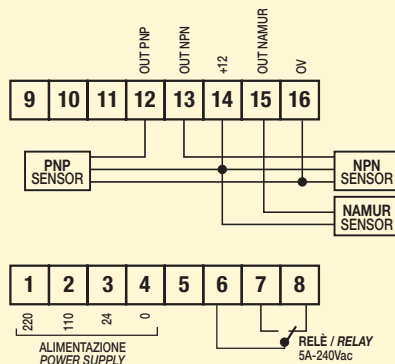 OUT PNP
OUT NPN
+12
OUT NAMUR
0V
9 10 11 12 13 14 15 16
PNP
SENSOR
NPN
SENSOR
NAMUR
SENSOR
1 2 3 4 5 6 7 8
220
110
24
0
ALIMENTAZIONE
POWER SUPPLY
RELÈ / RELAY
5A-240Vac